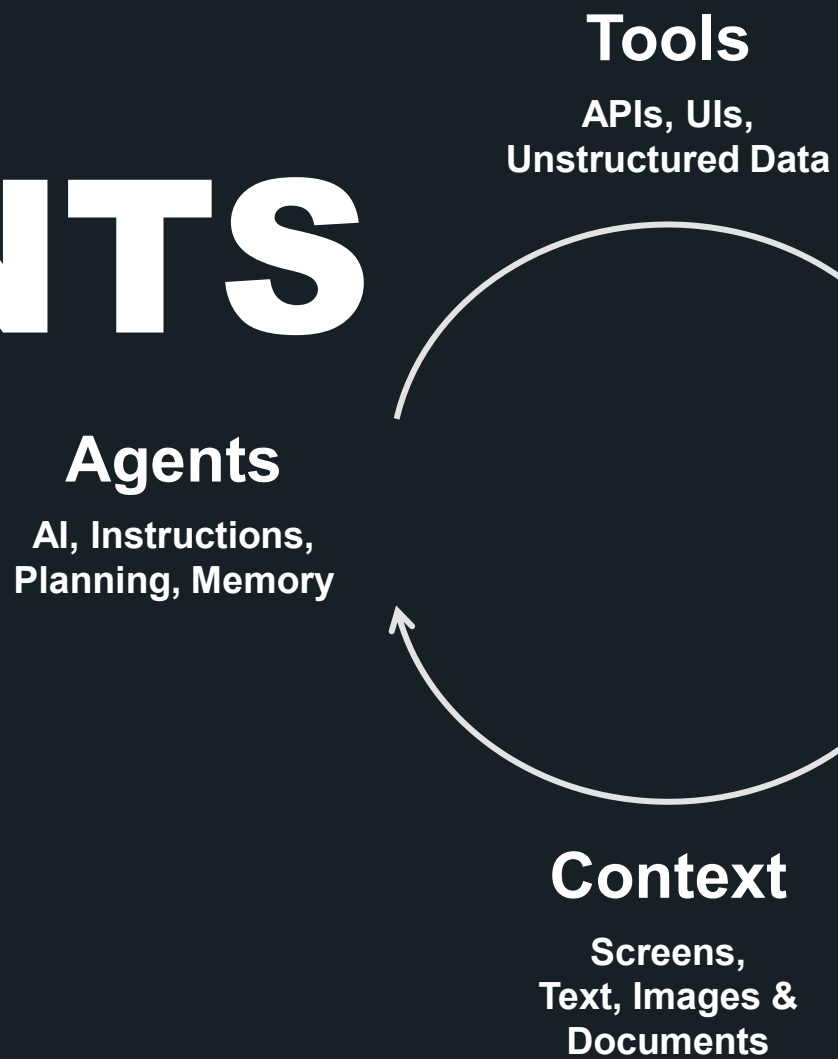 Tools
APIs, UIs,
Unstructured Data
NTS
Agents
AI, Instructions,
Planning, Memory
Context
Screens,
Text, Images &
Documents